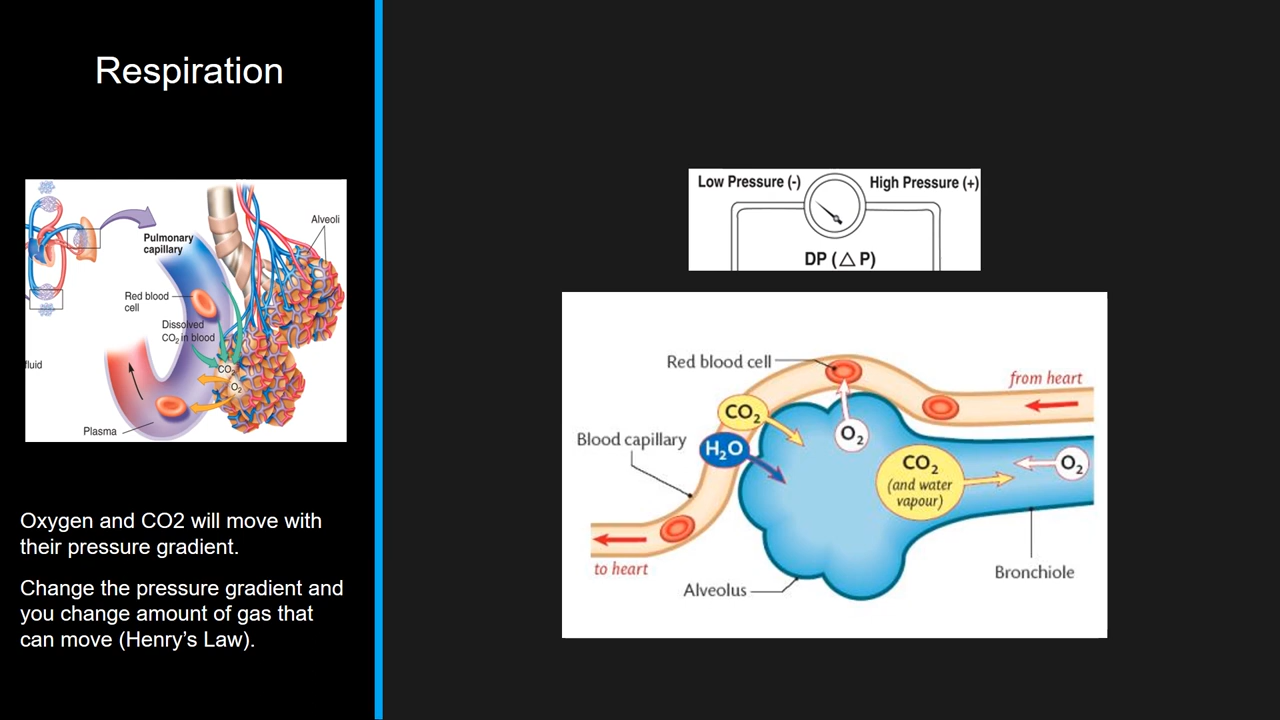 Respiration
Alveoli
Pulmonary
capillary
Red blood
cell
Dissolved
CO2 in blood
CO2
O2
luid
Plasma
Oxygen and CO2 will move with
their pressure gradient.
Change the pressure gradient and
you change amount of gas that
can move (Henry’s Law).
Low Pressure (-)
High Pressure (+)
DP (△ P)
Red blood cell
from heart
CO2
O2
Blood capillary
H2O
CO2
(and water
vapour)
O2
to heart
Alveolus
Bronchiole